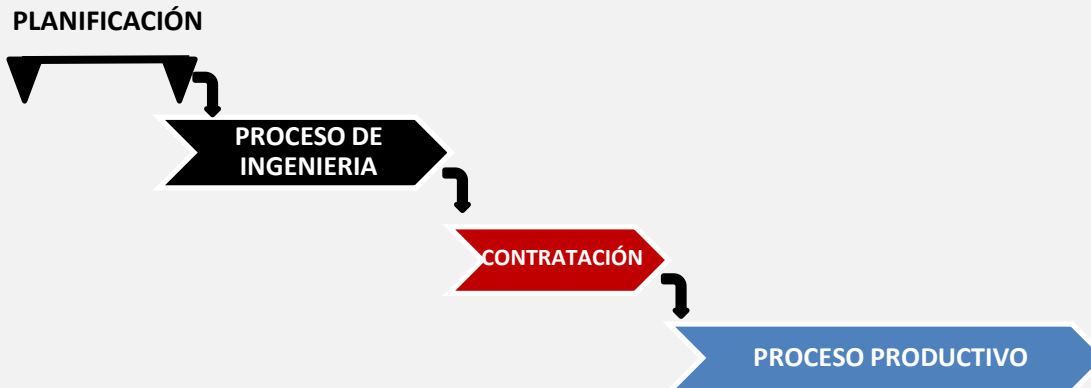 PLANIFICACIÓN
PROCESO DE
INGENIERIA
CONTRATACIÓN
PROCESO PRODUCTIVO